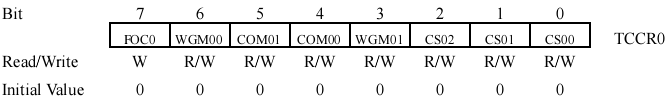 Bit 7 6 5 4 3 2 1 0
FOC0 WGM00 COM01 COM00 WGM01 CS02 CS01 CS00 TCCR0
Read/Write W R/W R/W R/W R/W R/W R/W R/W
Initial Value 0 0 0 0 0 0 0 0